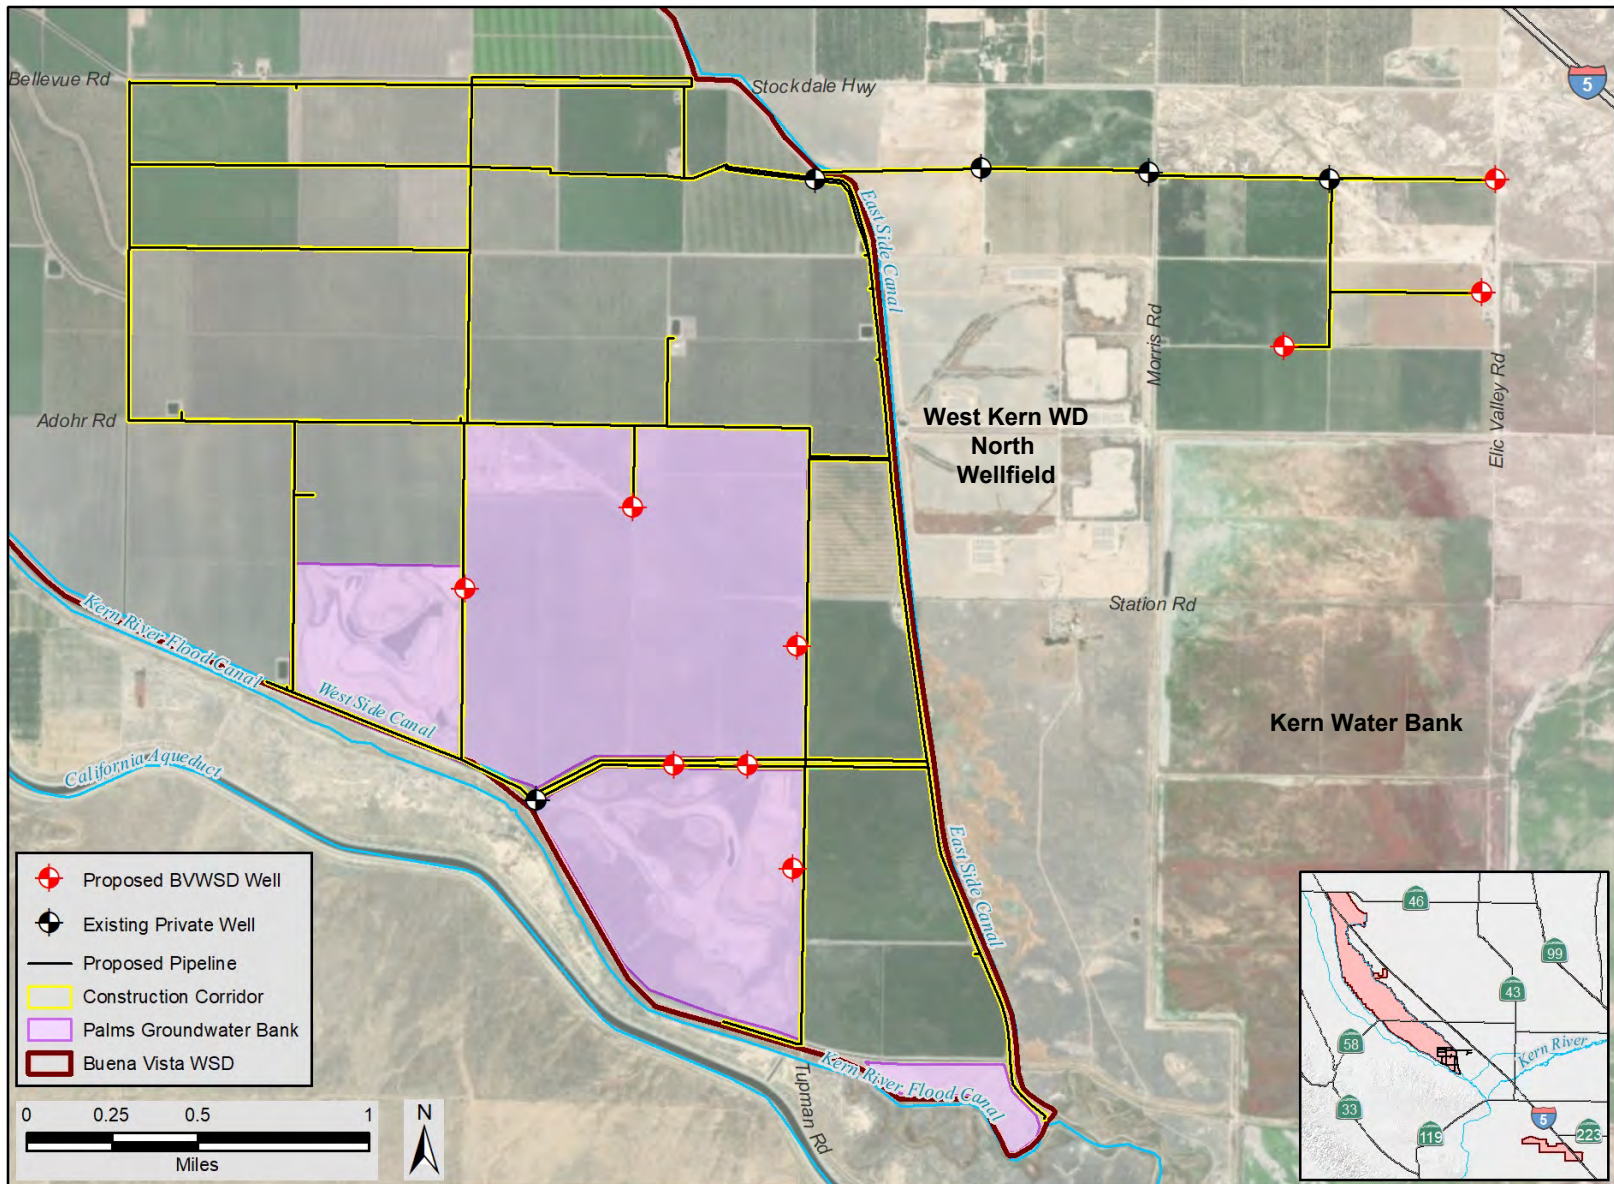 Bellevue Rd
Stockdale Hwy
5
East Side Canal
Morris Rd
Elic Valley Rd
Adohr Rd
West Kern WD
North
Wellfield
Station Rd
Kern River Flood Canal
West Side Canal
California Aqueduct
Kern Water Bank
East Side Canal
Kern River Flood Canal
Tupman Rd
Proposed BVWSD Well
Existing Private Well
Proposed Pipeline
Construction Corridor
Palms Groundwater Bank
Buena Vista WSD
0 0.25 0.5 1
Miles
N
46
99
43
58
Kern River
33
119
5
223